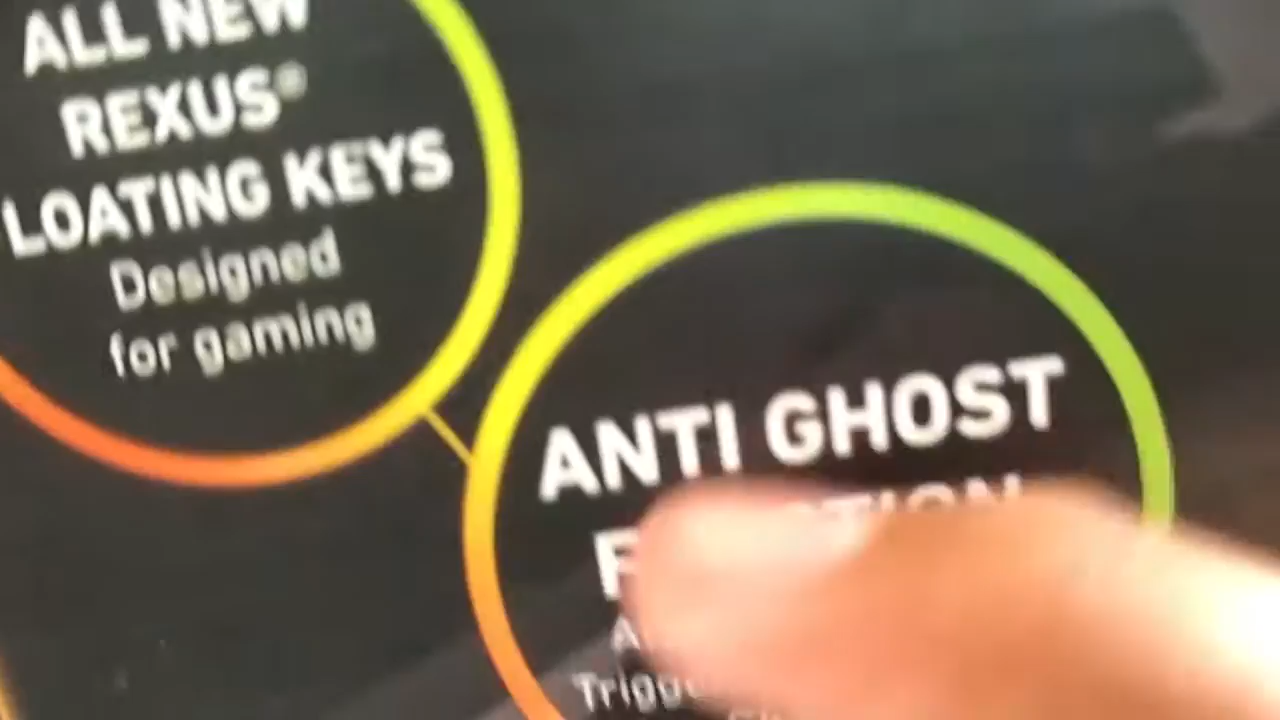 ALL NEW
REXUS®
LOATING KEYS
Designed
for gaming
ANTI GHOST